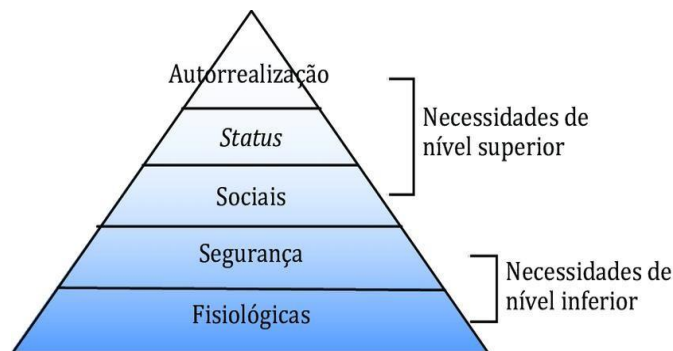 Autorrealização
Status
Sociais
Segurança
Fisiológicas
Necessidades de
nível superior
Necessidades de
nível inferior